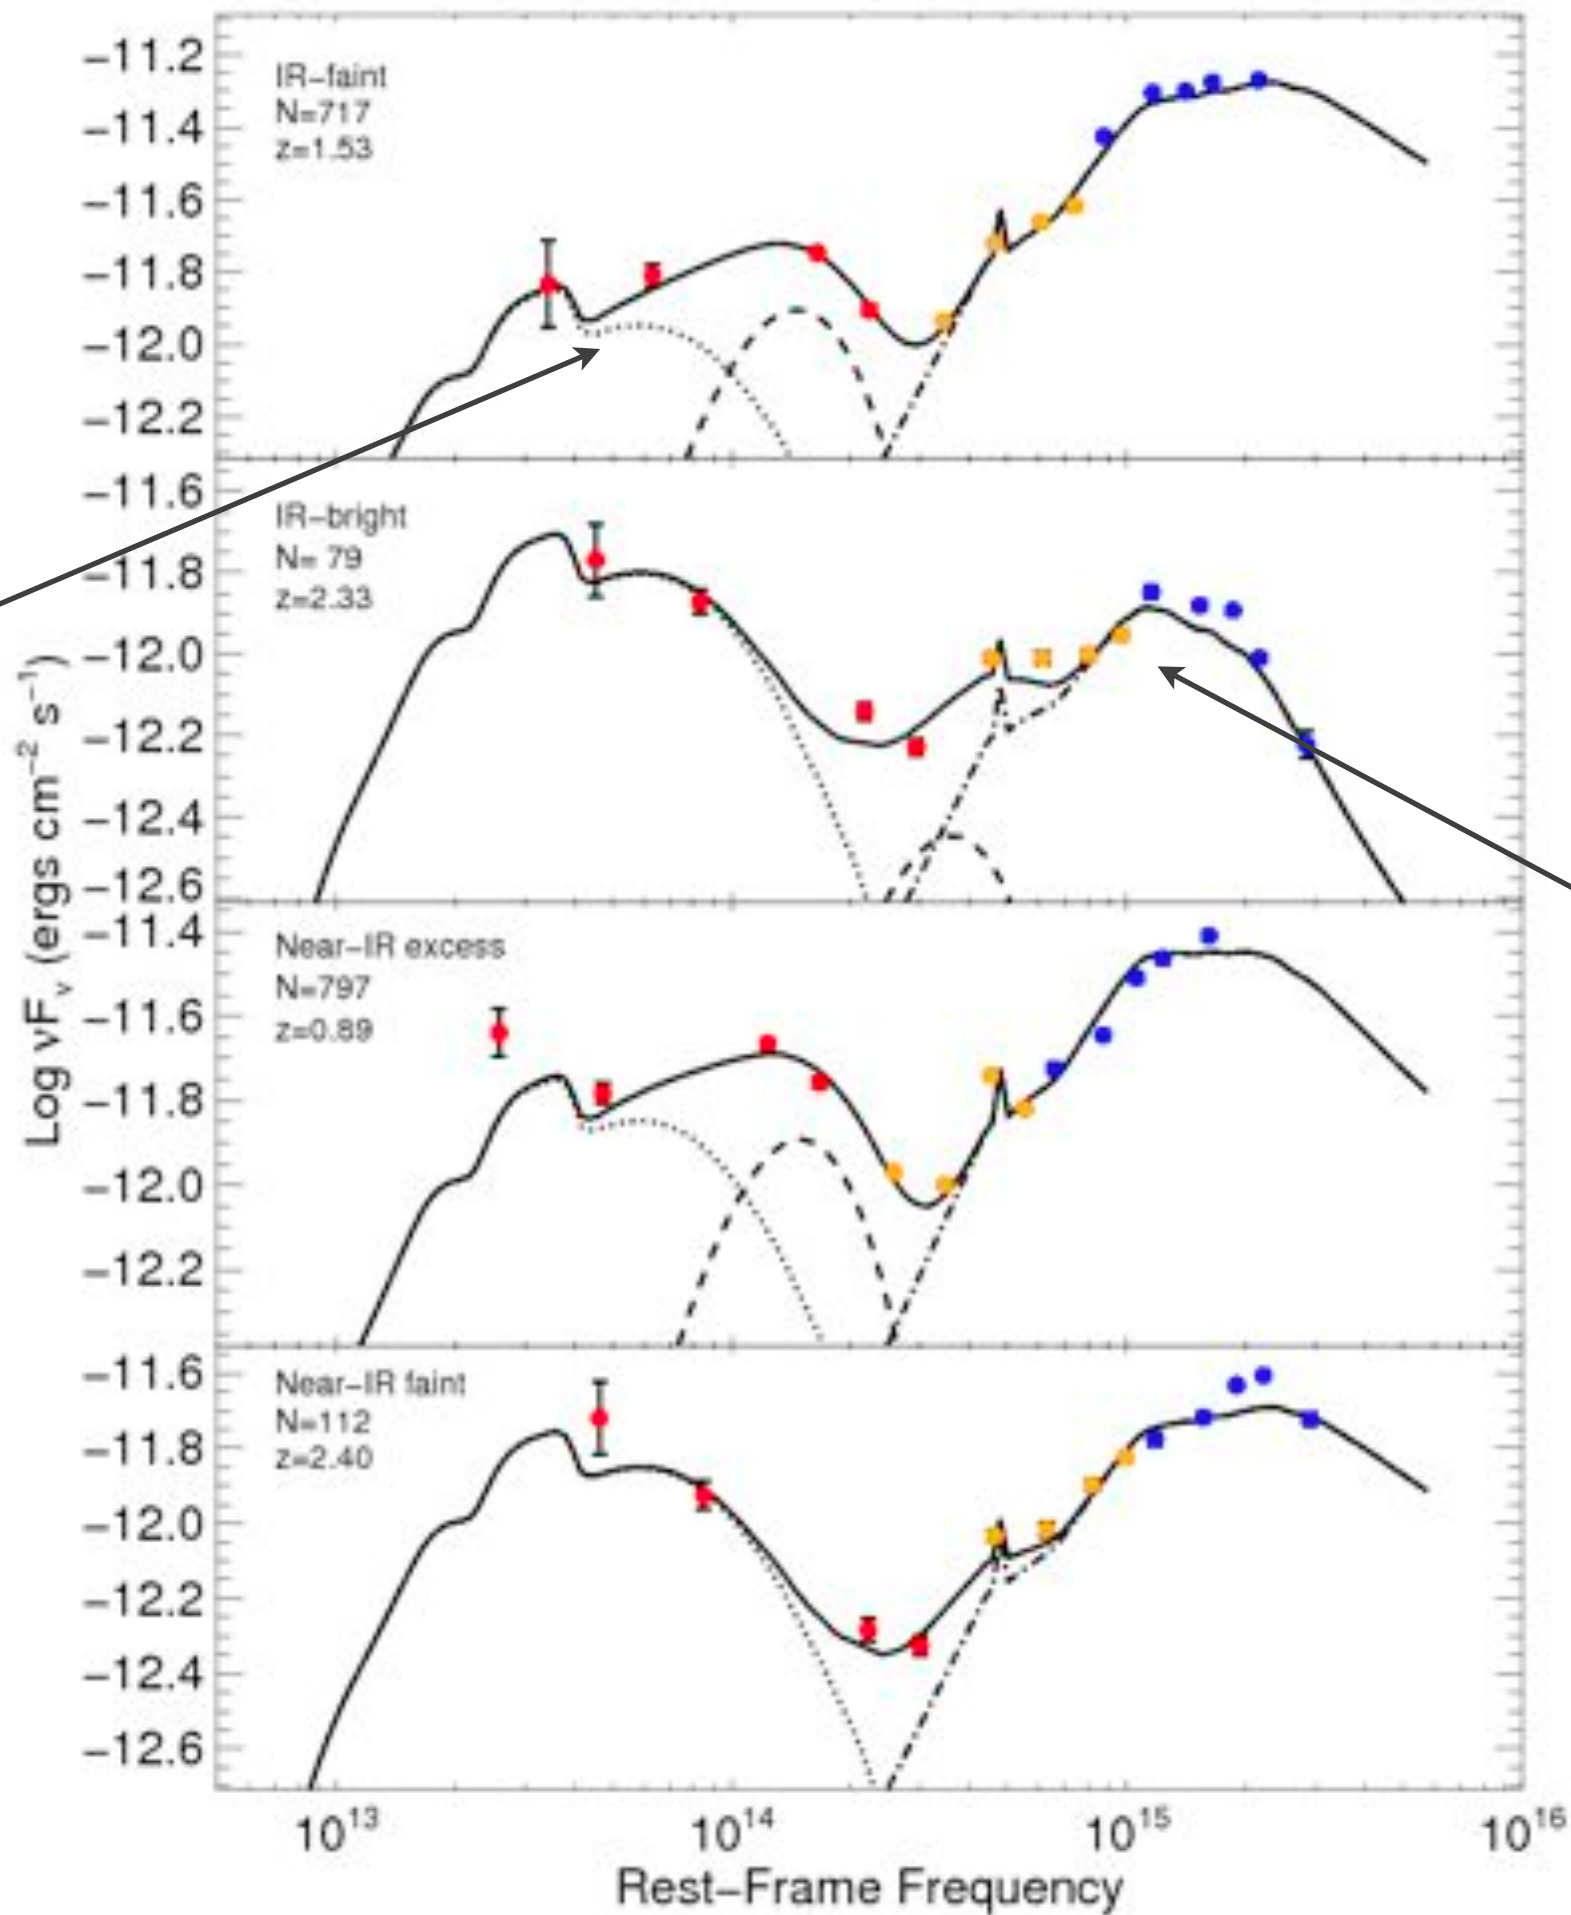 −11.2
IR−faint
N=717
−11.4
z=1.53
−11.6
−11.8
−12.0
−12.2
−11.6
IR−bright
N= 79
−11.8
z=2.33
−12.0
−12.2
−12.4
−12.6
Log νFν (ergs cm−2 s−1)
−11.4
Near−IR excess
N=797
−11.6
z=0.89
−11.8
−12.0
−12.2
−11.6
Near−IR faint
N=112
−11.8
z=2.40
−12.0
−12.2
−12.4
−12.6
10^13 10^14 10^15 10^16
Rest−Frame Frequency